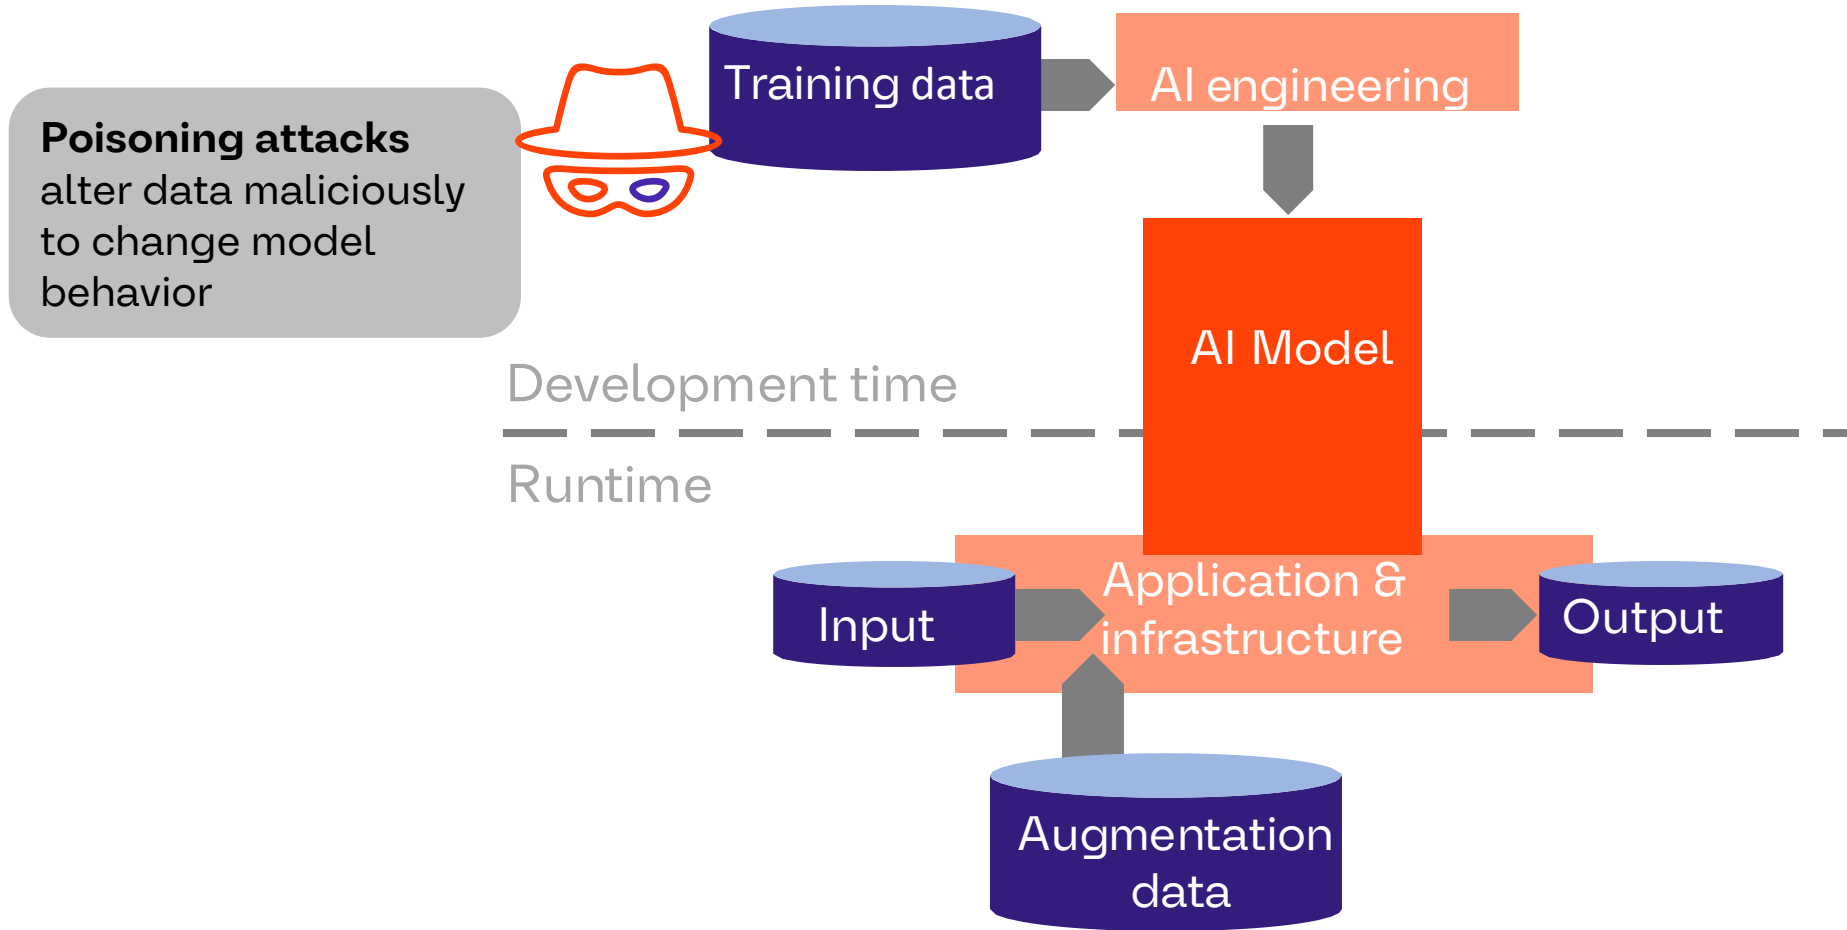 Training data
AI engineering
Poisoning attacks
alter data maliciously
to change model
behavior
AI Model
Development time
Runtime
Input
Application &
infrastructure
Output
Augmentation
data